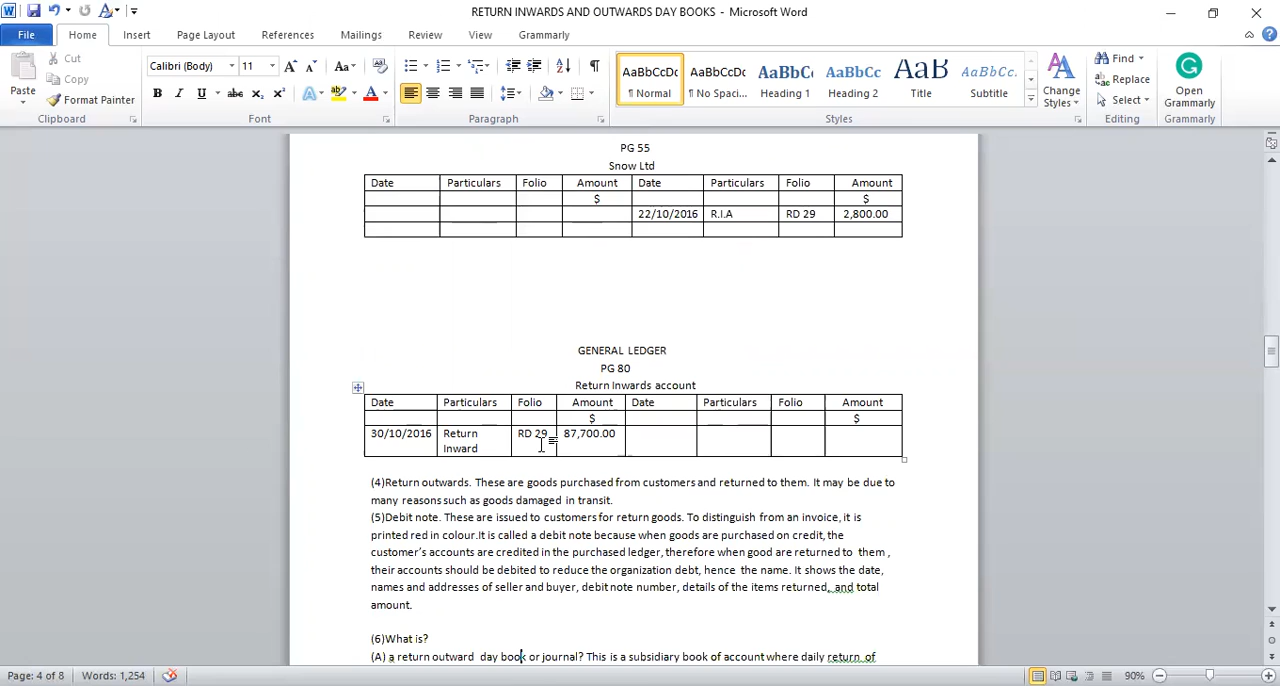 RETURN INWARDS AND OUTWARDS DAY BOOKS - Microsoft Word
File Home Insert Page Layout References Mailings Review View Grammarly
Paste
Cut
Copy
Format Painter
Calibri (Body) 11
AaBbCcDc AaBbCcDc AaBbC AaBbCc AaB AaBbCc.
¶ Normal ¶ No Spaci... Heading 1 Heading 2 Title Subtitle
Change Styles
Find
Replace
Select
Open Grammarly
Clipboard Font Paragraph Styles Editing Grammarly
PG 55
Snow Ltd
Date Particulars Folio Amount Date Particulars Folio Amount
$ $
22/10/2016 R.I.A RD 29 2,800.00
GENERAL LEDGER
PG 80
Return Inwards account
Date Particulars Folio Amount Date Particulars Folio Amount
$ $
30/10/2016 Return RD 29 87,700.00
Inward
(4)Return outwards. These are goods purchased from customers and returned to them. It may be due to
many reasons such as goods damaged in transit.
(5)Debit note. These are issued to customers for return goods. To distinguish from an invoice, it is
printed red in colour.It is called a debit note because when goods are purchased on credit, the
customer's accounts are credited in the purchased ledger, therefore when good are returned to them ,
their accounts should be debited to reduce the organization debt, hence the name. It shows the date,
names and addresses of seller and buyer, debit note number, details of the items returned, and total
amount.
(6)What is?
(A) a return outward day book or journal? This is a subsidiary book of account where daily return of
Page: 4 of 8 Words: 1,254 90%